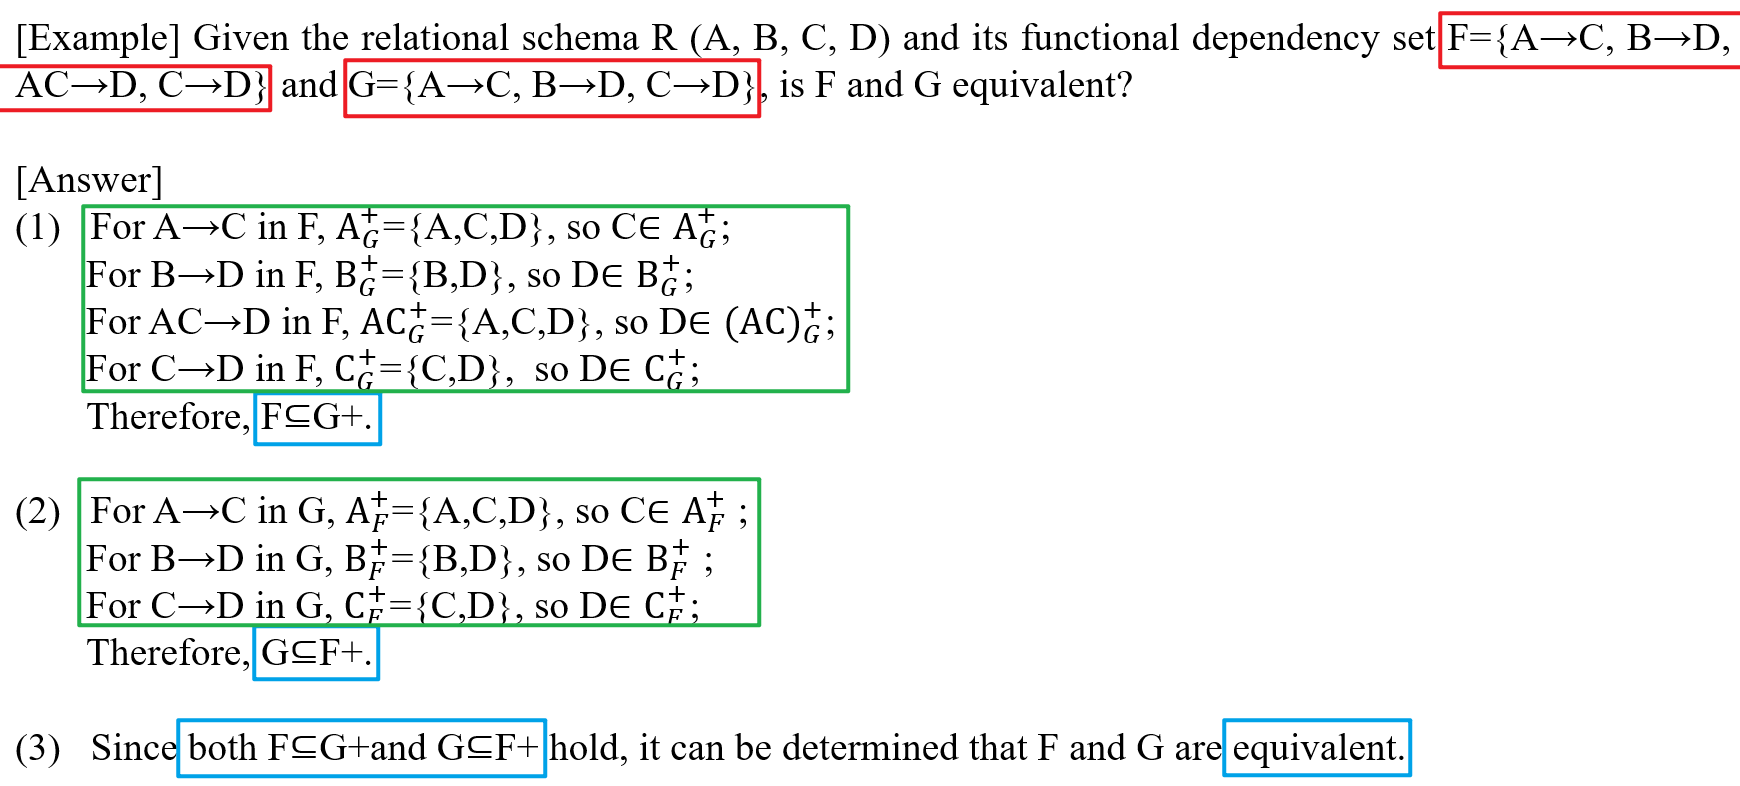 [Example] Given the relational schema R (A, B, C, D) and its functional dependency set F={A→C, B→D,
AC→D, C→D} and G={A→C, B→D, C→D}, is F and G equivalent?
[Answer]
(1) For A→C in F, A_G^+={A,C,D}, so C∈ A_G^+;
For B→D in F, B_G^+={B,D}, so D∈ B_G^+;
For AC→D in F, AC_G^+={A,C,D}, so D∈ (AC)_G^+;
For C→D in F, C_G^+={C,D}, so D∈ C_G^+;
Therefore, F⊆G+.
(2) For A→C in G, A_F^+={A,C,D}, so C∈ A_F^+ ;
For B→D in G, B_F^+={B,D}, so D∈ B_F^+ ;
For C→D in G, C_F^+={C,D}, so D∈ C_F^+;
Therefore, G⊆F+.
(3) Since both F⊆G+and G⊆F+ hold, it can be determined that F and G are equivalent.